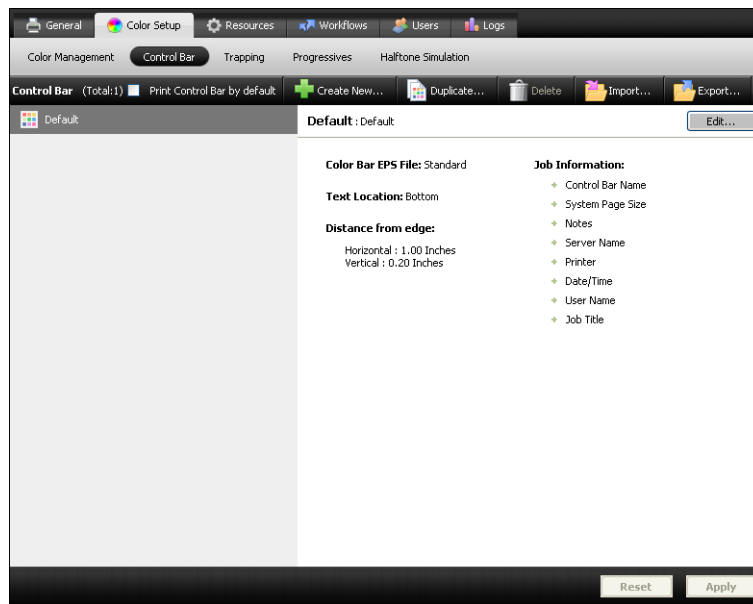 General Color Setup Resources Workflows Users Logs
Color Management Control Bar Trapping Progressives Halftone Simulation
Control Bar (Total:1) Print Control Bar by default Create New... Duplicate... Delete Import... Export...
Default
Default : Default Edit...
Color Bar EPS File: Standard
Text Location: Bottom
Distance from edge:
Horizontal : 1.00 Inches
Vertical : 0.20 Inches
Job Information:
Control Bar Name
System Page Size
Notes
Server Name
Printer
Date/Time
User Name
Job Title
Reset Apply